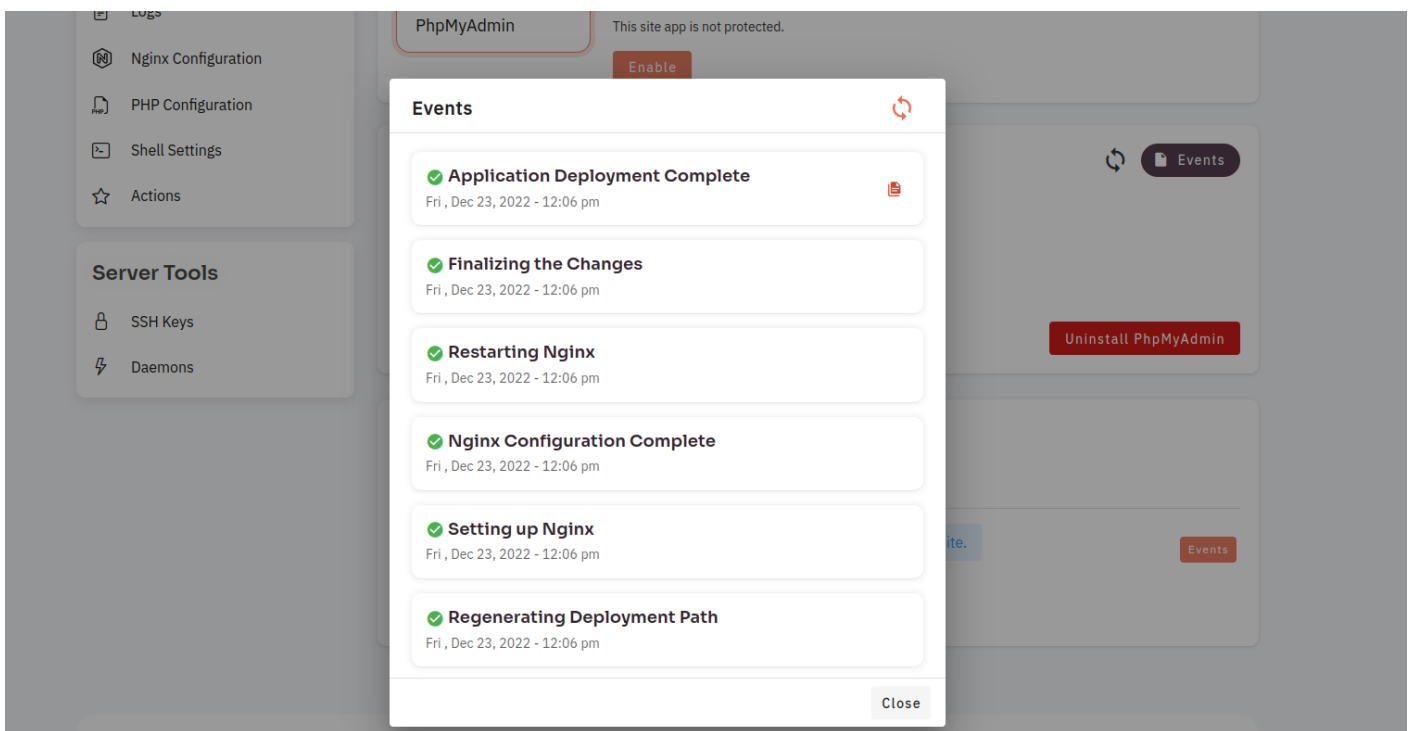 Logs
Nginx Configuration
PHP Configuration
Shell Settings
Actions
Server Tools
SSH Keys
Daemons
PhpMyAdmin
This site app is not protected.
Enable
Events
Uninstall PhpMyAdmin
ite.
Events
Events
Application Deployment Complete
Fri , Dec 23, 2022 - 12:06 pm
Finalizing the Changes
Fri , Dec 23, 2022 - 12:06 pm
Restarting Nginx
Fri , Dec 23, 2022 - 12:06 pm
Nginx Configuration Complete
Fri , Dec 23, 2022 - 12:06 pm
Setting up Nginx
Fri , Dec 23, 2022 - 12:06 pm
Regenerating Deployment Path
Fri , Dec 23, 2022 - 12:06 pm
Close